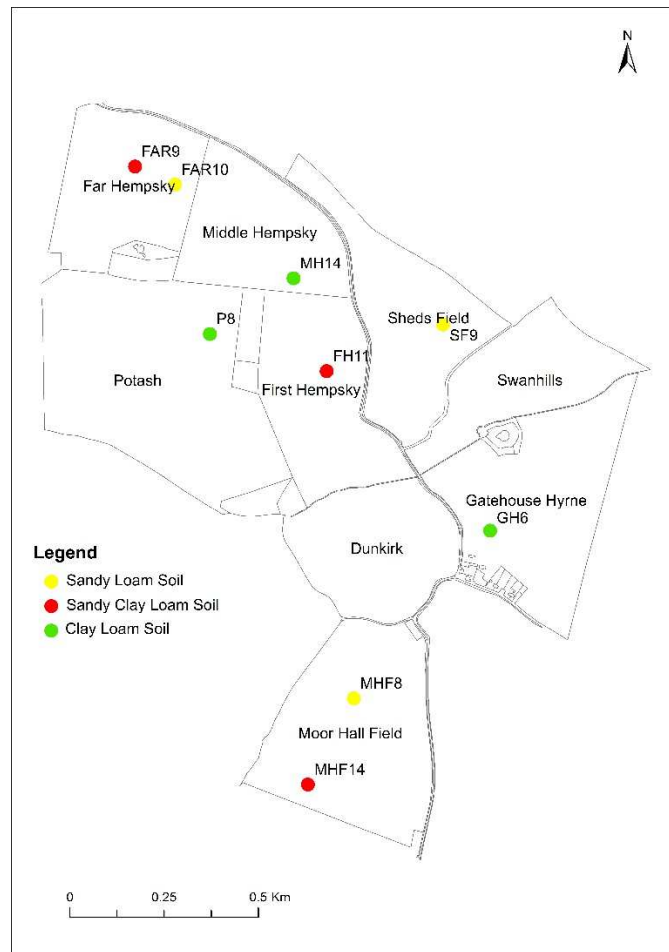 N
FAR9
FAR10
Far Hempsky
Middle Hempsky
MH14
Sheds Field
SF9
P8
FH11
First Hempsky
Potash
Swanhills
Gatehouse Hyrne
GH6
Dunkirk
Legend
Sandy Loam Soil
Sandy Clay Loam Soil
Clay Loam Soil
MHF8
Moor Hall Field
MHF14
0 0.25 0.5 Km